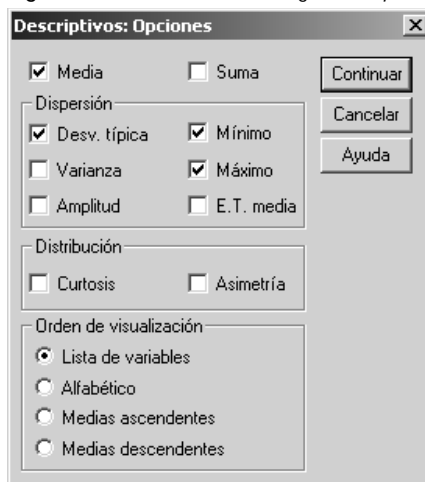 Descriptivos: Opciones
Media
Suma
Continuar
Cancelar
Ayuda
Dispersión
Desv. típica
Mínimo
Varianza
Máximo
Amplitud
E.T. media
Distribución
Curtosis
Asimetría
Orden de visualización
Lista de variables
Alfabético
Medias ascendentes
Medias descendentes